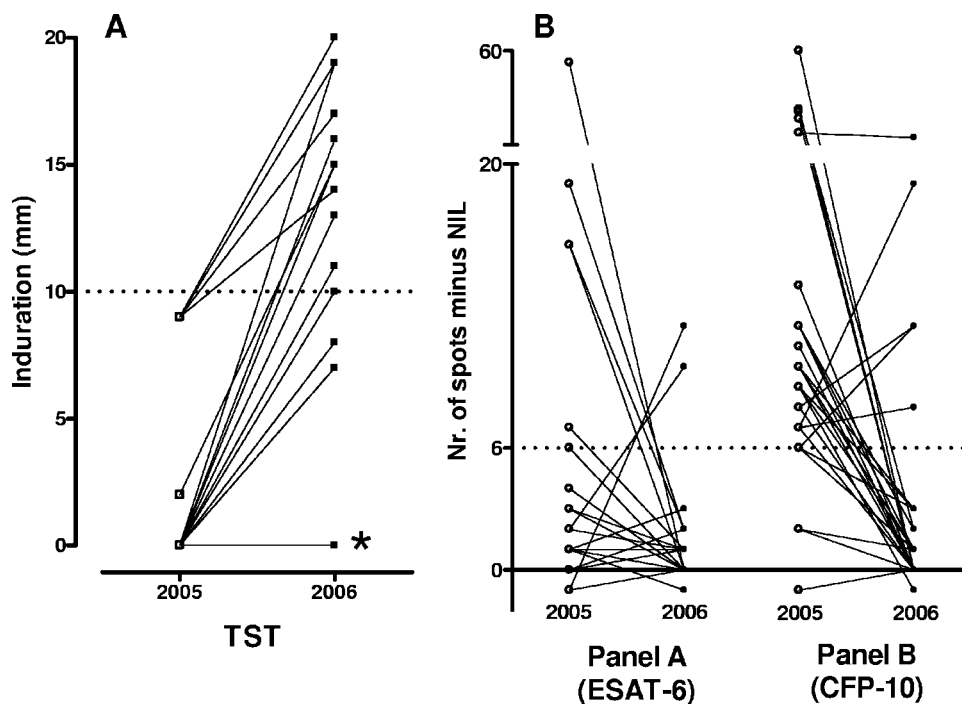 A
Induration (mm)
20
15
10
5
0
*
2005 2006
TST
B
Nr. of spots minus NIL
60
20
6
0
2005 2006 2005 2006
Panel A Panel B
(ESAT-6) (CFP-10)